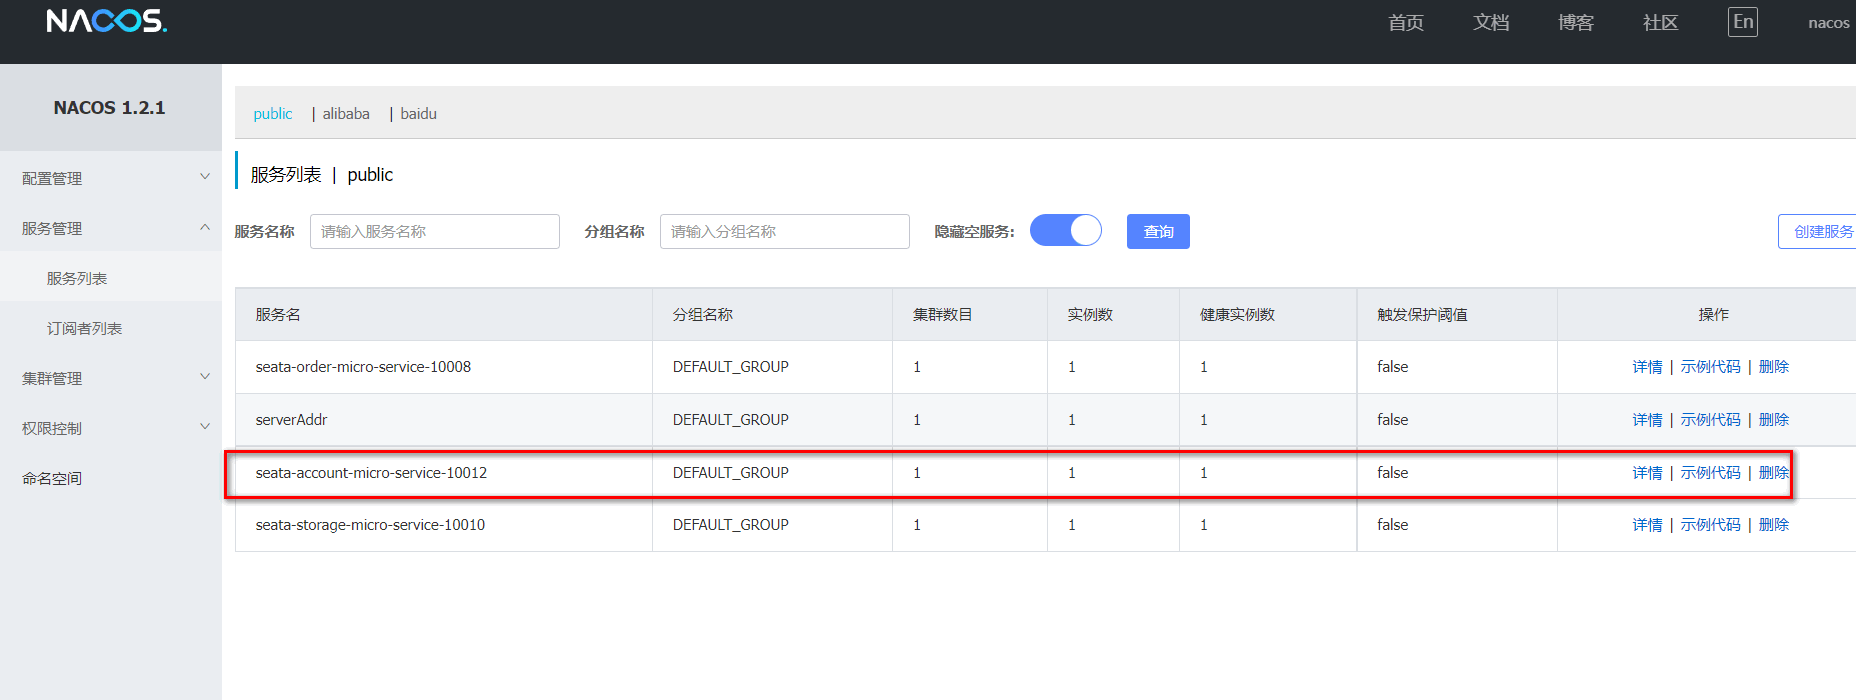 NACOS.
首页 文档 博客 社区 En nacos
NACOS 1.2.1
配置管理
服务管理
服务列表
订阅者列表
集群管理
权限控制
命名空间
public | alibaba | baidu
服务列表 | public
服务名称 请输入服务名称 分组名称 请输入分组名称 隐藏空服务: 查询 创建服务
服务名 分组名称 集群数目 实例数 健康实例数 触发保护阈值 操作
seata-order-micro-service-10008 DEFAULT_GROUP 1 1 1 false 详情 | 示例代码 | 删除
serverAddr DEFAULT_GROUP 1 1 1 false 详情 | 示例代码 | 删除
seata-account-micro-service-10012 DEFAULT_GROUP 1 1 1 false 详情 | 示例代码 | 删除
seata-storage-micro-service-10010 DEFAULT_GROUP 1 1 1 false 详情 | 示例代码 | 删除